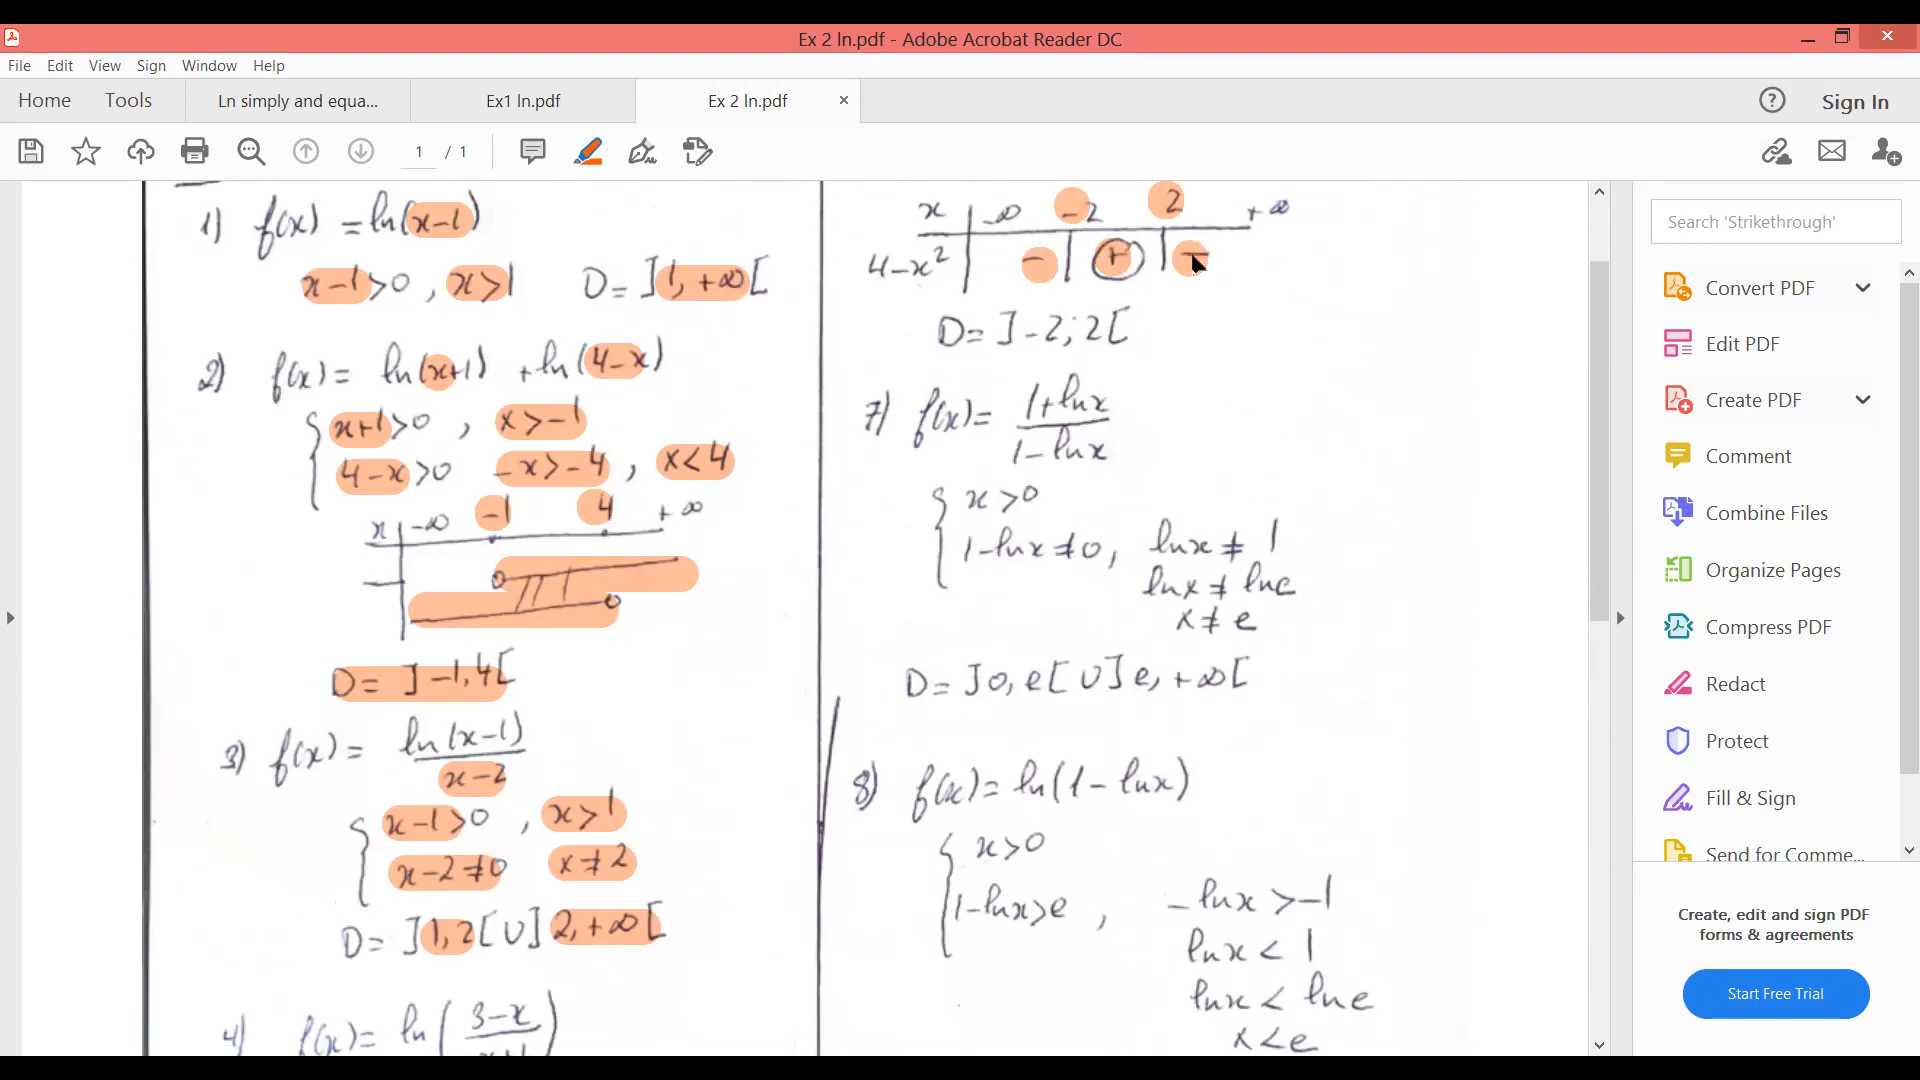 Ex 2 ln.pdf - Adobe Acrobat Reader DC
File Edit View Sign Window Help
Home Tools Ln simply and equa... Ex1 ln.pdf Ex 2 ln.pdf × Sign In
1 / 1
1) f(x) = ln(x-1)
x-1>0 , x>1 D= ]1, +∞[
2) f(x) = ln(x+1) + ln(4-x)
x+1>0 , x>-1
4-x>0 -x>-4 , x<4
x -∞ -1 4 +∞
D= ]-1,4[
3) f(x) = ln(x-1)
x-2
x-1>0 , x>1
x-2≠0 x≠2
D= ]1,2[U]2,+∞[
4) f(x)= ln(3-x
x -∞ -2 2 +∞
4-x² - + -
D= ]-2;2[
7) f(x)= 1+lnx
1-lnx
x>0
1-lnx≠0, lnx≠1
lnx≠lne
x≠e
D= ]0,e[U]e,+∞[
8) f(x)= ln(1-lnx)
x>0
1-lnx>e , -lnx>-1
lnx<1
lnx<lne
x<e
Search 'Strikethrough'
Convert PDF
Edit PDF
Create PDF
Comment
Combine Files
Organize Pages
Compress PDF
Redact
Protect
Fill & Sign
Send for Comme...
Create, edit and sign PDF
forms & agreements
Start Free Trial